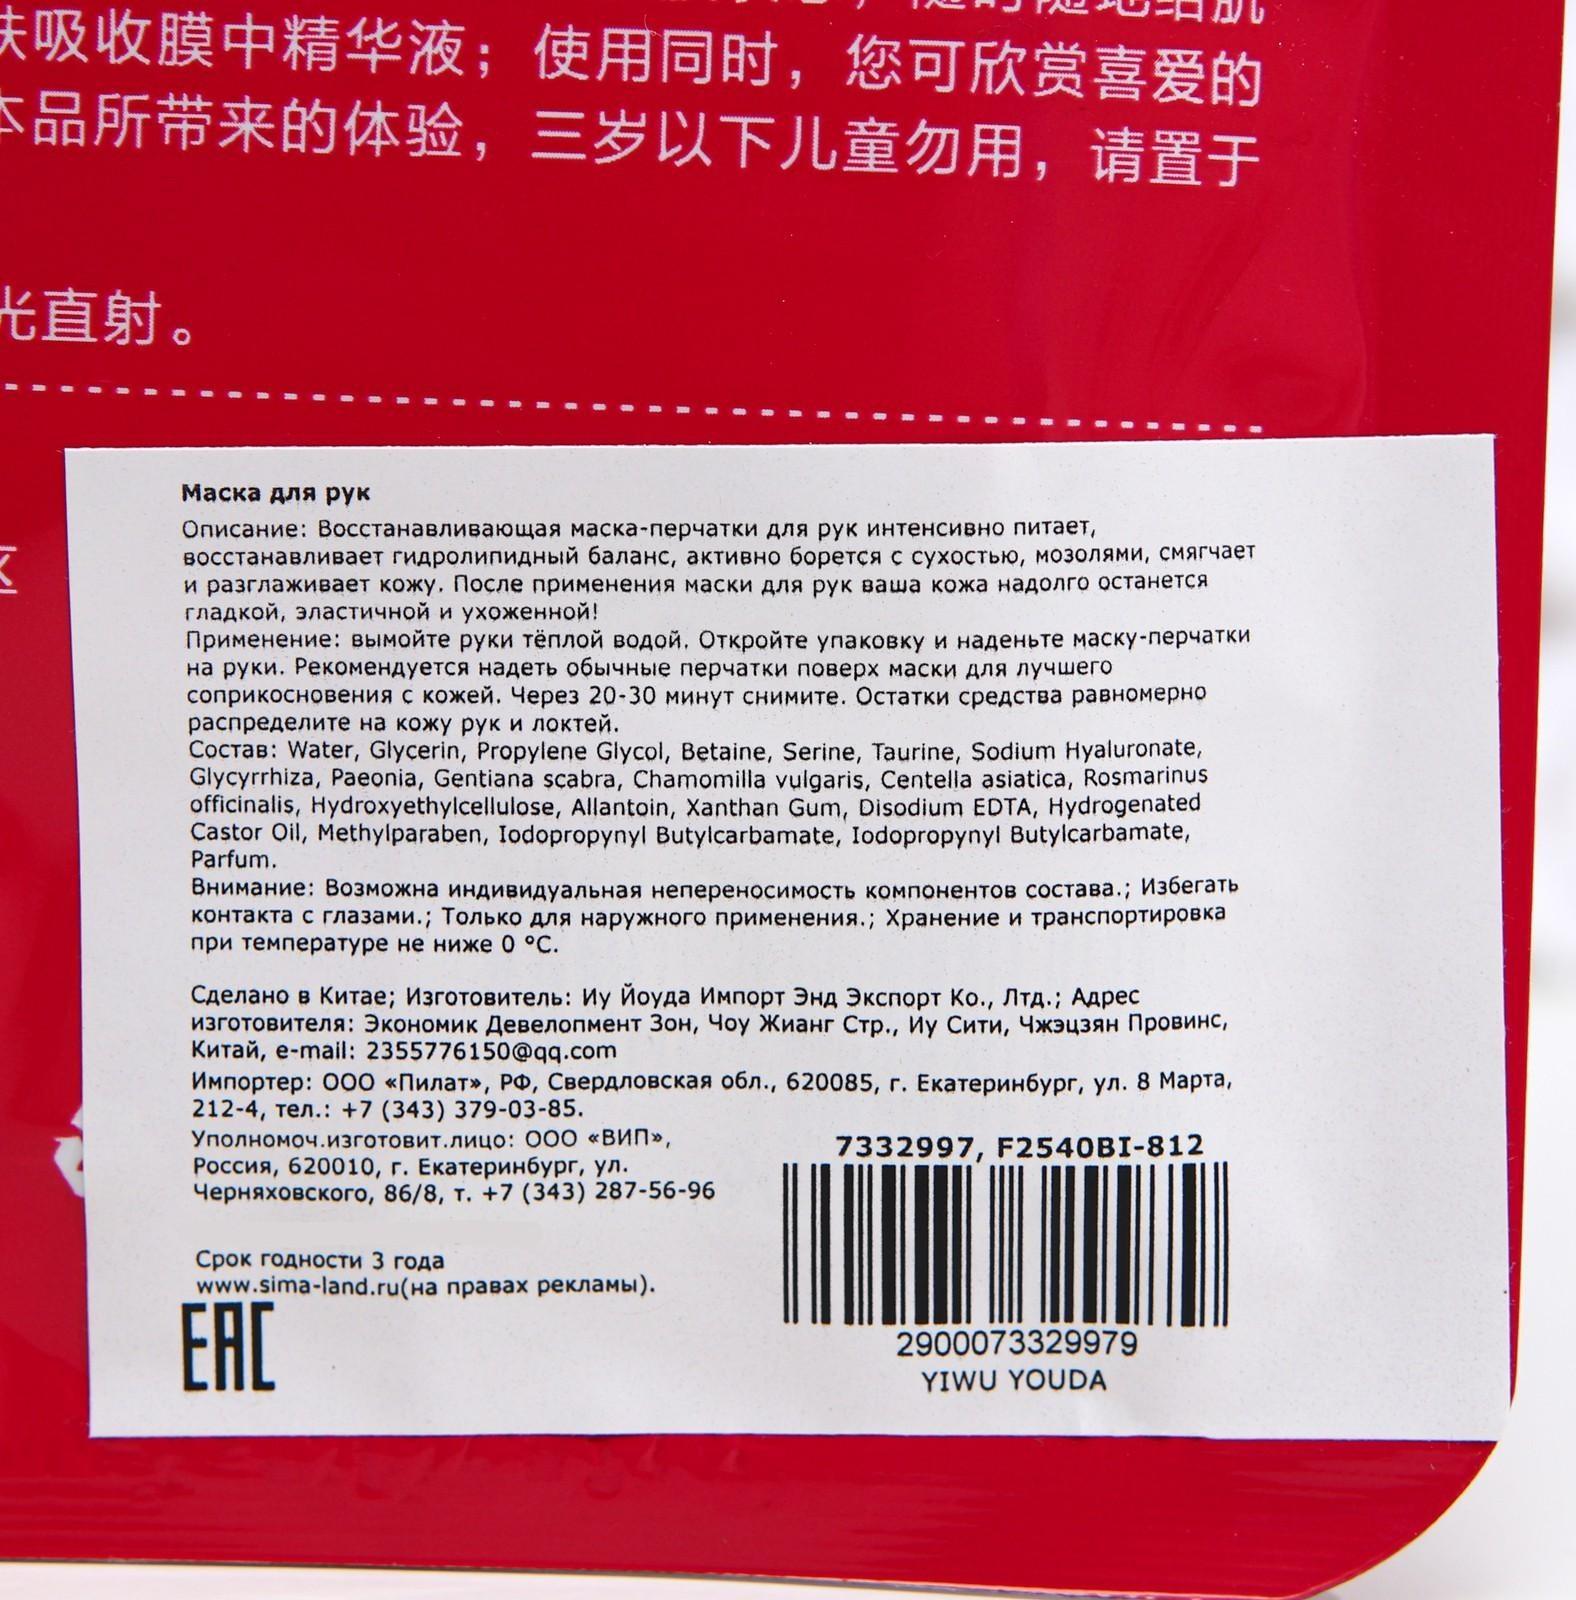 肤吸收膜中精华液；使用同时，您可欣赏喜爱的
本品所带来的体验，三岁以下儿童勿用，请置于
光直射。
区
Маска для рук
Описание: Восстанавливающая маска-перчатки для рук интенсивно питает,
восстанавливает гидролипидный баланс, активно борется с сухостью, мозолями, смягчает
и разглаживает кожу. После применения маски для рук ваша кожа надолго останется
гладкой, эластичной и ухоженной!
Применение: вымойте руки тёплой водой. Откройте упаковку и наденьте маску-перчатки
на руки. Рекомендуется надеть обычные перчатки поверх маски для лучшего
соприкосновения с кожей. Через 20-30 минут снимите. Остатки средства равномерно
распределите на кожу рук и локтей.
Состав: Water, Glycerin, Propylene Glycol, Betaine, Serine, Taurine, Sodium Hyaluronate,
Glycyrrhiza, Paeonia, Gentiana scabra, Chamomilla vulgaris, Centella asiatica, Rosmarinus
officinalis, Hydroxyethylcellulose, Allantoin, Xanthan Gum, Disodium EDTA, Hydrogenated
Castor Oil, Methylparaben, Iodopropynyl Butylcarbamate, Iodopropynyl Butylcarbamate,
Parfum.
Внимание: Возможна индивидуальная непереносимость компонентов состава.; Избегать
контакта с глазами.; Только для наружного применения.; Хранение и транспортировка
при температуре не ниже 0 °C.
Сделано в Китае; Изготовитель: Иу Йоуда Импорт Энд Экспорт Ко., Лтд.; Адрес
изготовителя: Экономик Девелопмент Зон, Чоу Жианг Стр., Иу Сити, Чжэцзян Провинс,
Китай, e-mail: 2355776150@qq.com
Импортер: ООО «Пилат», РФ, Свердловская обл., 620085, г. Екатеринбург, ул. 8 Марта,
212-4, тел.: +7 (343) 379-03-85.
Уполномоч.изготовит.лицо: ООО «ВИП»,
Россия, 620010, г. Екатеринбург, ул.
Черняховского, 86/8, т. +7 (343) 287-56-96
Срок годности 3 года
www.sima-land.ru(на правах рекламы).
EAC
7332997, F2540BI-812
2900073329979
YIWU YOUDA